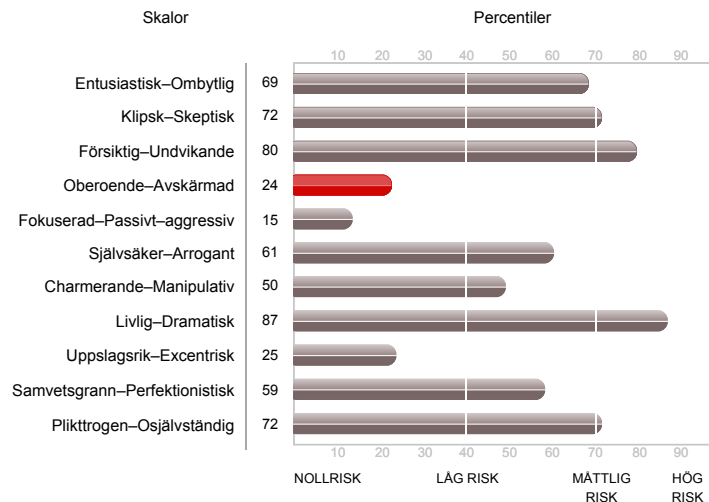 Skalor Percentiler
10 20 30 40 50 60 70 80 90
Entusiastisk–Ombytlig 69
Klipsk–Skeptisk 72
Försiktig–Undvikande 80
Oberoende–Avskärmad 24
Fokuserad–Passivt–aggressiv 15
Självsäker–Arrogant 61
Charmerande–Manipulativ 50
Livlig–Dramatisk 87
Uppslagsrik–Excentrisk 25
Samvetsgrann–Perfektionistisk 59
Plikttrogen–Osjälvständig 72
10 20 30 40 50 60 70 80 90
NOLLRISK LÅG RISK MÅTTLIG HÖG
RISK RISK